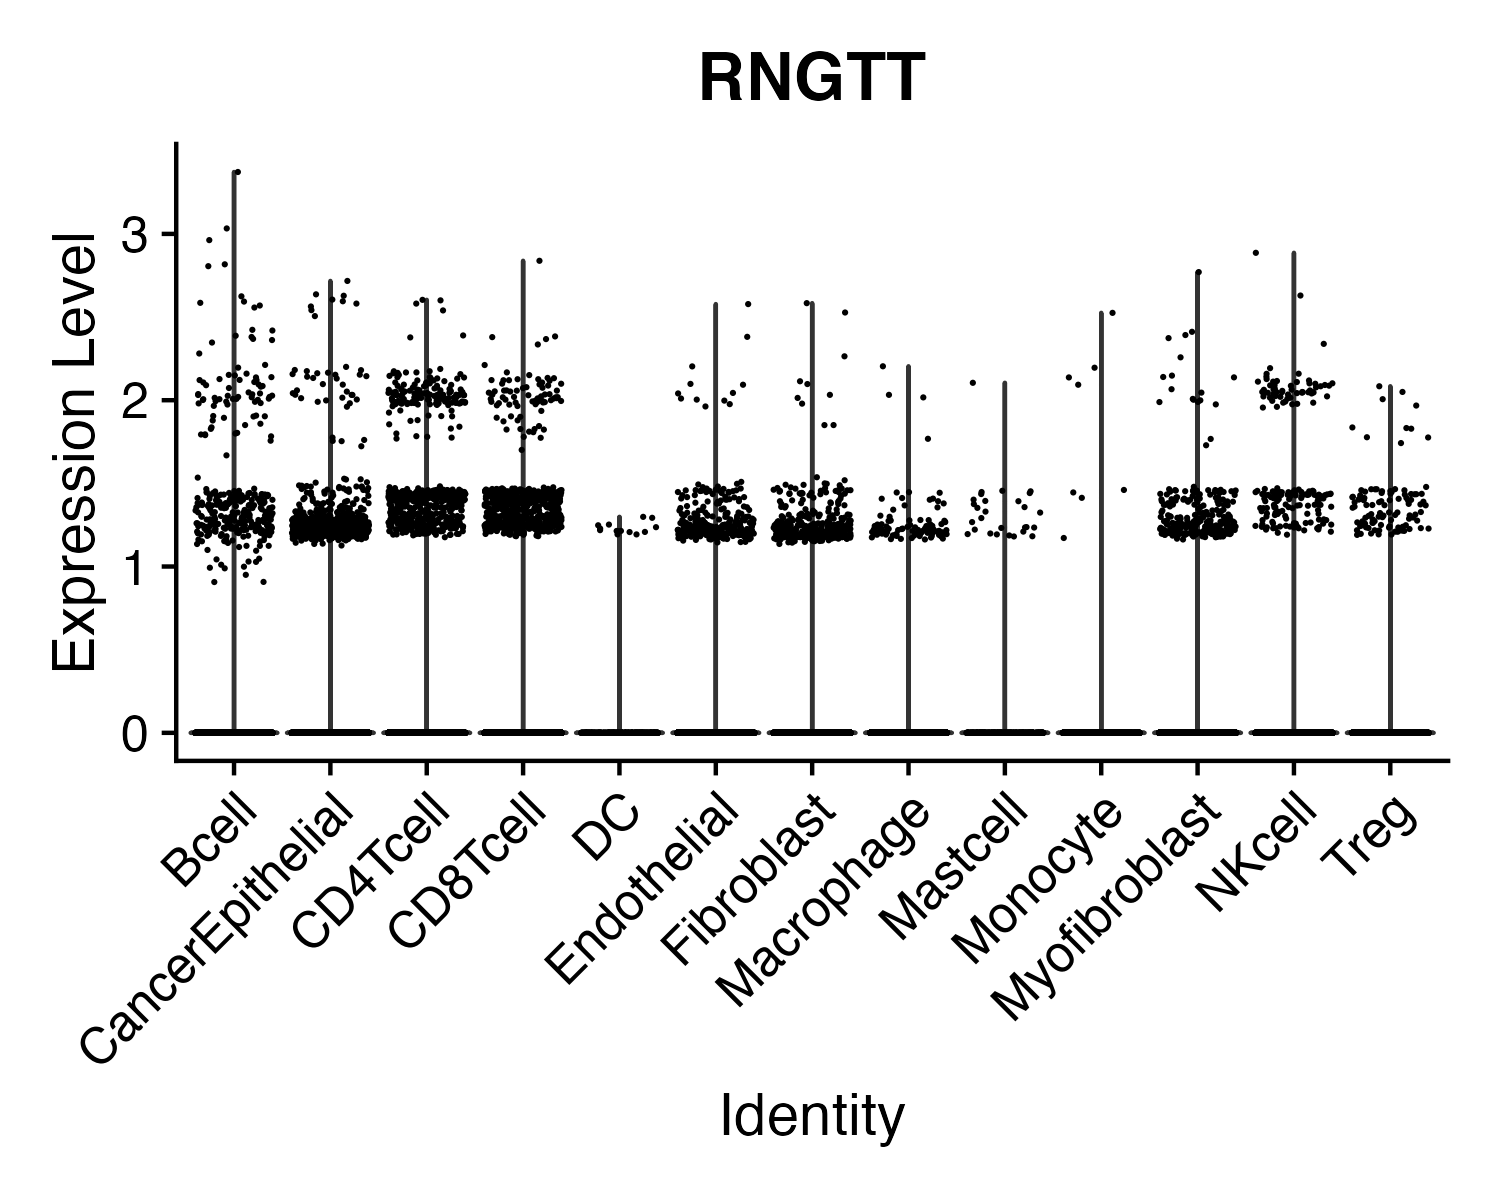 RNGTT
Expression Level
3
2
1
0
Bcell
CancerEpithelial
CD4Tcell
CD8Tcell
DC
Endothelial
Fibroblast
Macrophage
Mastcell
Monocyte
Myofibroblast
NKcell
Treg
Identity